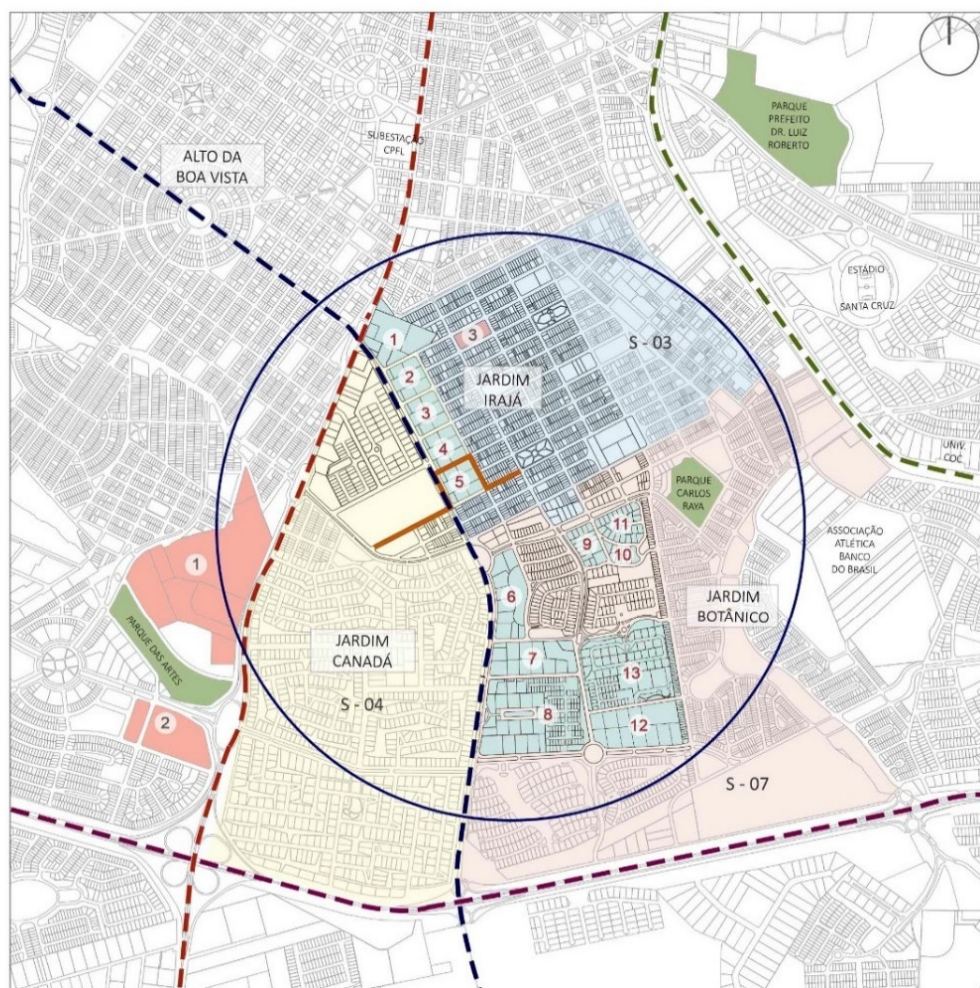 PARQUE
PREFEITO
DR. LUIZ
ROBERTO
SUBESTAÇÃO
CPFL
ALTO DA
BOA VISTA
ESTÁDIO
SANTA CRUZ
1
3
S - 03
2
JARDIM
IRAJÁ
3
4
5
UNIV.
COC
PARQUE
CARLOS
RAYA
11
9
10
ASSOCIAÇÃO
ATLÉTICA
BANCO
DO BRASIL
1
6
JARDIM
BOTÂNICO
PARQUE DAS ARTES
JARDIM
CANADÁ
7
13
S - 04
8
2
12
S - 07